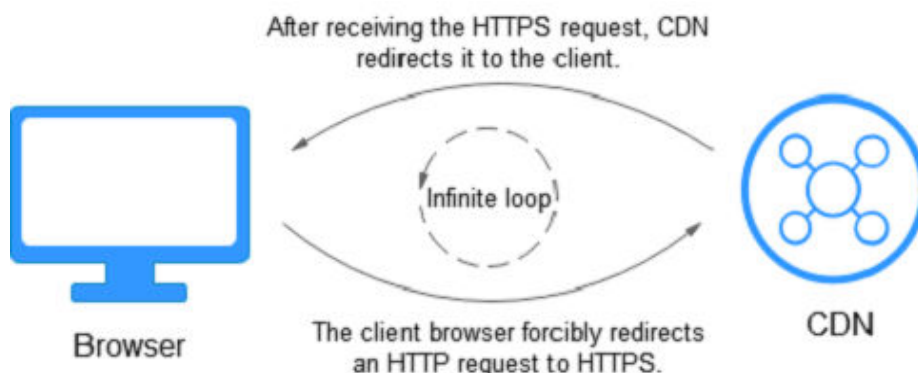 After receiving the HTTPS request, CDN
redirects it to the client.
Infinite loop
Browser
The client browser forcibly redirects
an HTTP request to HTTPS.
CDN